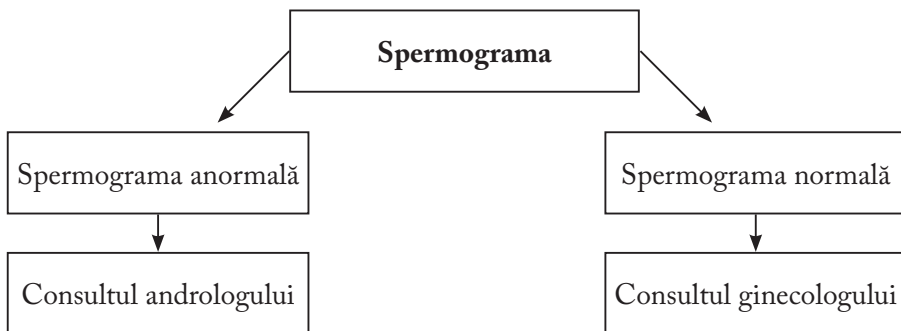 Spermograma
Spermograma anormală
Spermograma normală
Consultul andrologului
Consultul ginecologului